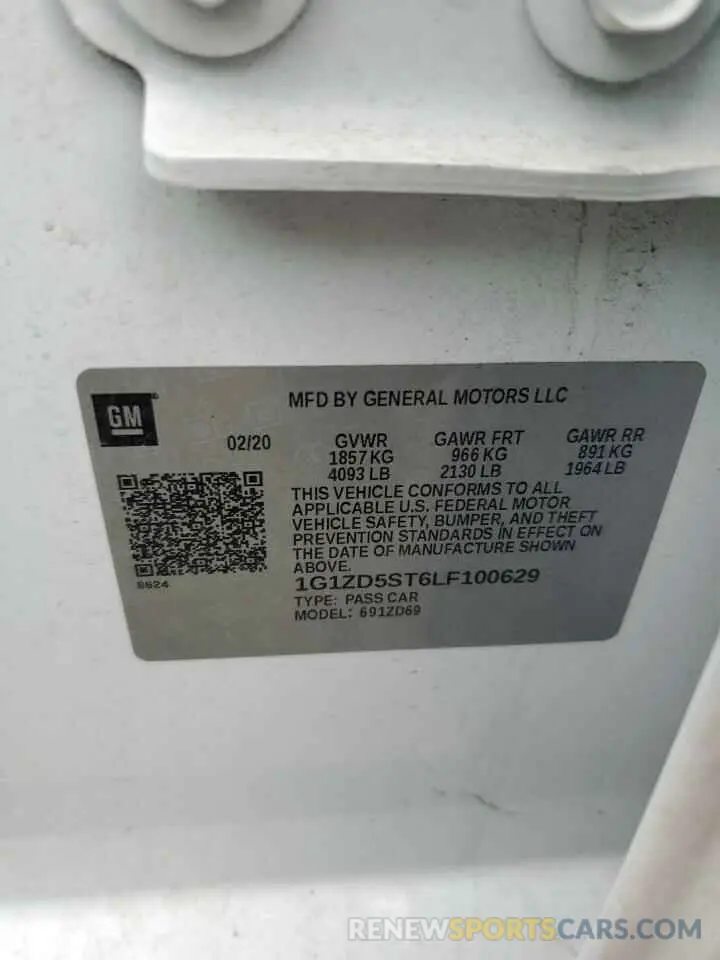 GM
MFD BY GENERAL MOTORS LLC
02/20 GVWR GAWR FRT GAWR RR
1857 KG 966 KG 891 KG
4093 LB 2130 LB 1964 LB
THIS VEHICLE CONFORMS TO ALL
APPLICABLE U.S. FEDERAL MOTOR
VEHICLE SAFETY, BUMPER, AND THEFT
PREVENTION STANDARDS IN EFFECT ON
THE DATE OF MANUFACTURE SHOWN
ABOVE.
8624
1G1ZD5ST6LF100629
TYPE: PASS CAR
MODEL: 691ZD69
RENEWSPORTSCARS.COM